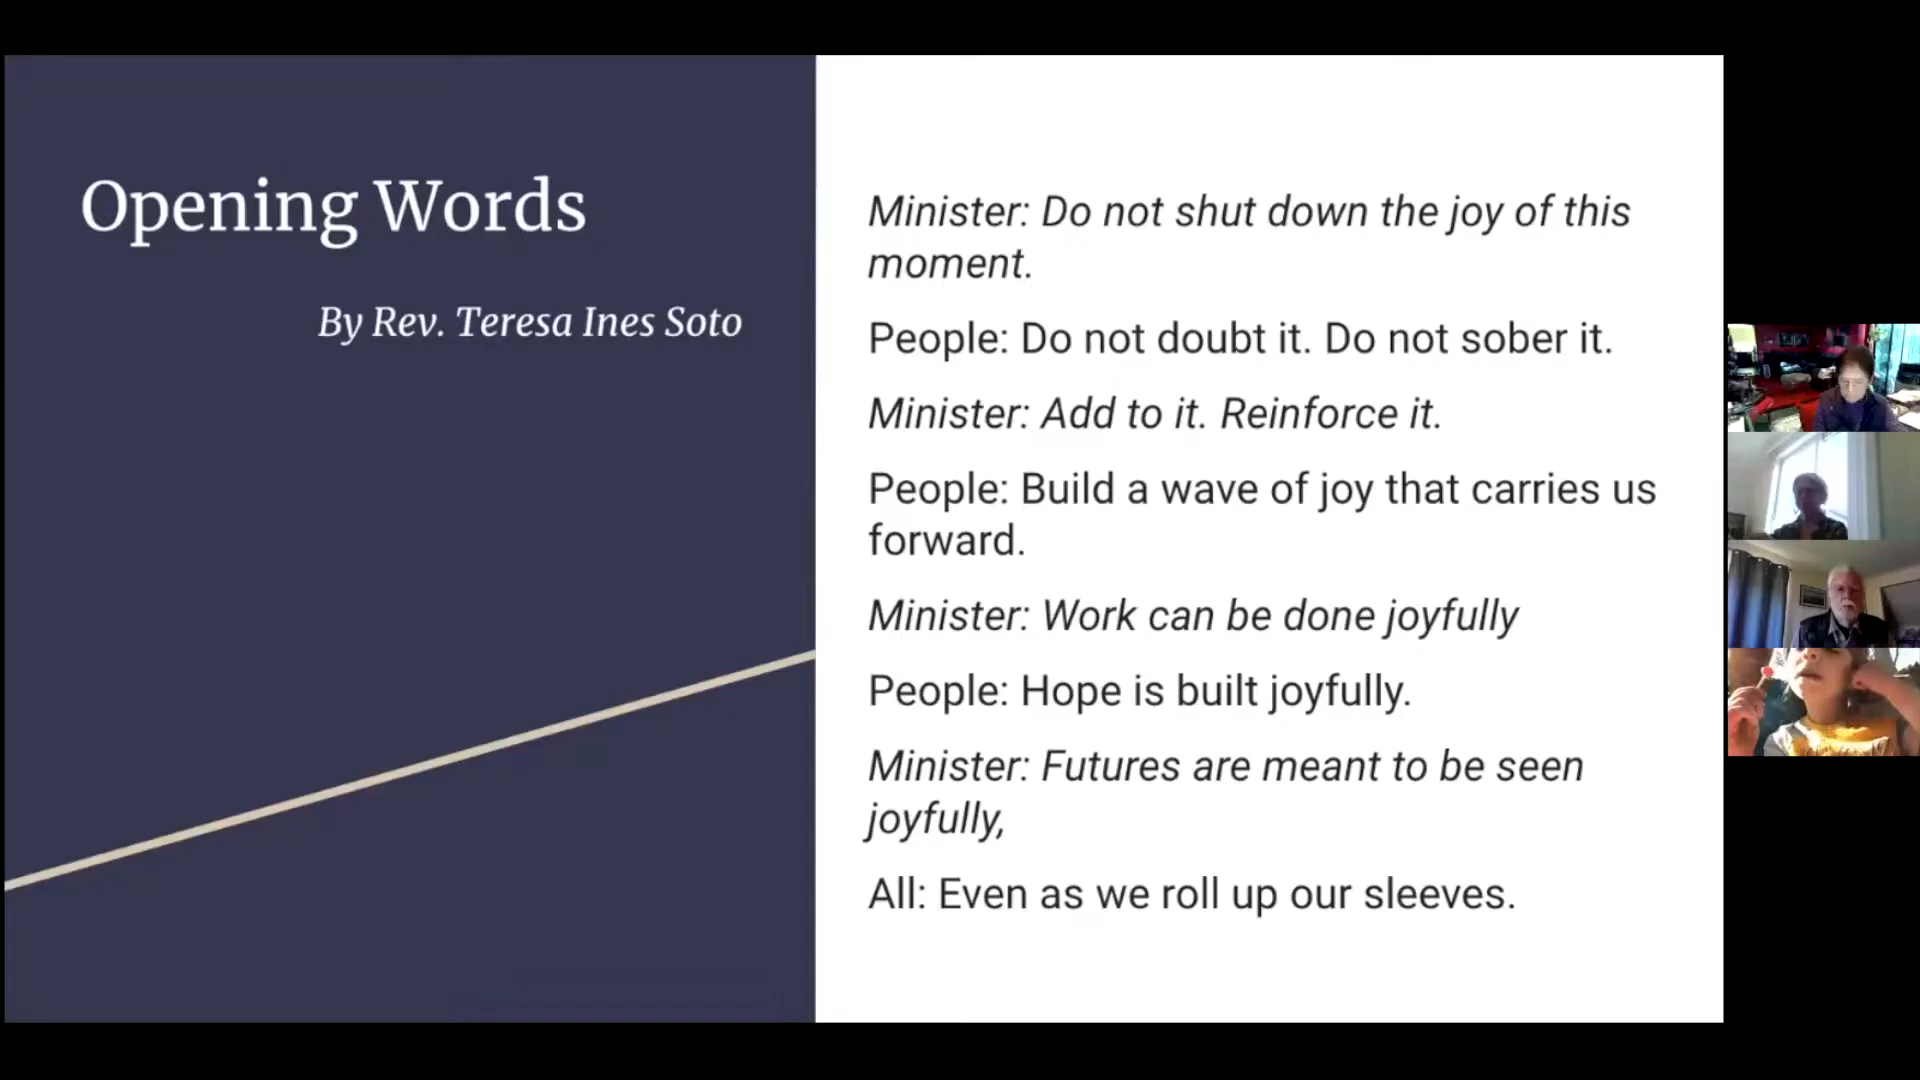 Opening Words
By Rev. Teresa Ines Soto
Minister: Do not shut down the joy of this
moment.
People: Do not doubt it. Do not sober it.
Minister: Add to it. Reinforce it.
People: Build a wave of joy that carries us
forward.
Minister: Work can be done joyfully
People: Hope is built joyfully.
Minister: Futures are meant to be seen
joyfully,
All: Even as we roll up our sleeves.